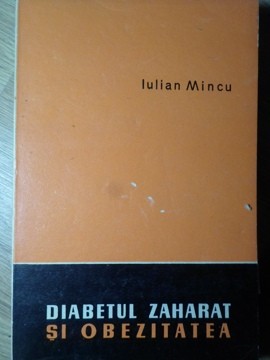 Iulian Mincu
DIABETUL ZAHARAT
ȘI OBEZITATEA